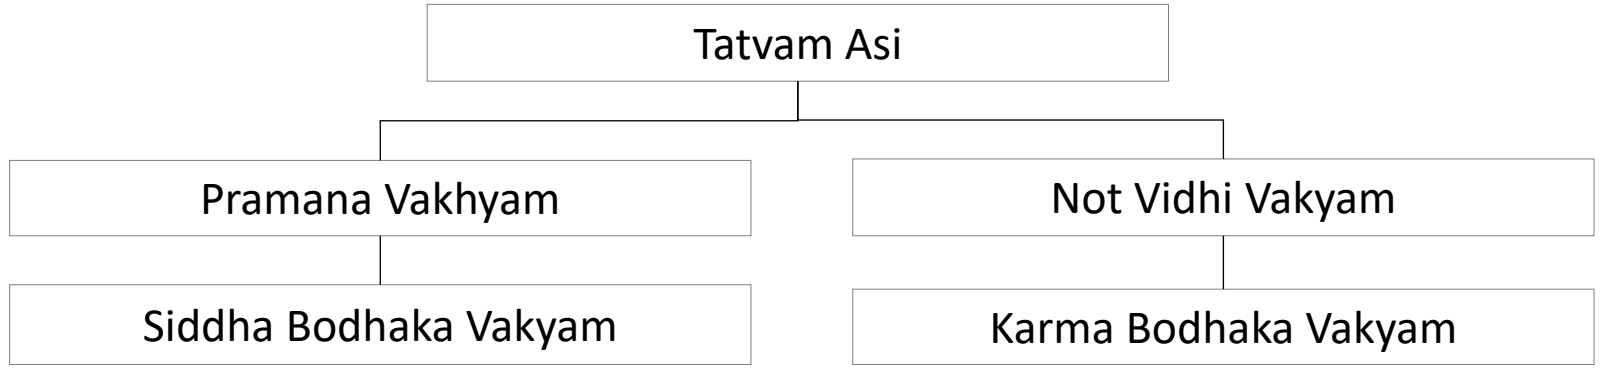 Tatvam Asi
Pramana Vakhyam
Not Vidhi Vakyam
Siddha Bodhaka Vakyam
Karma Bodhaka Vakyam